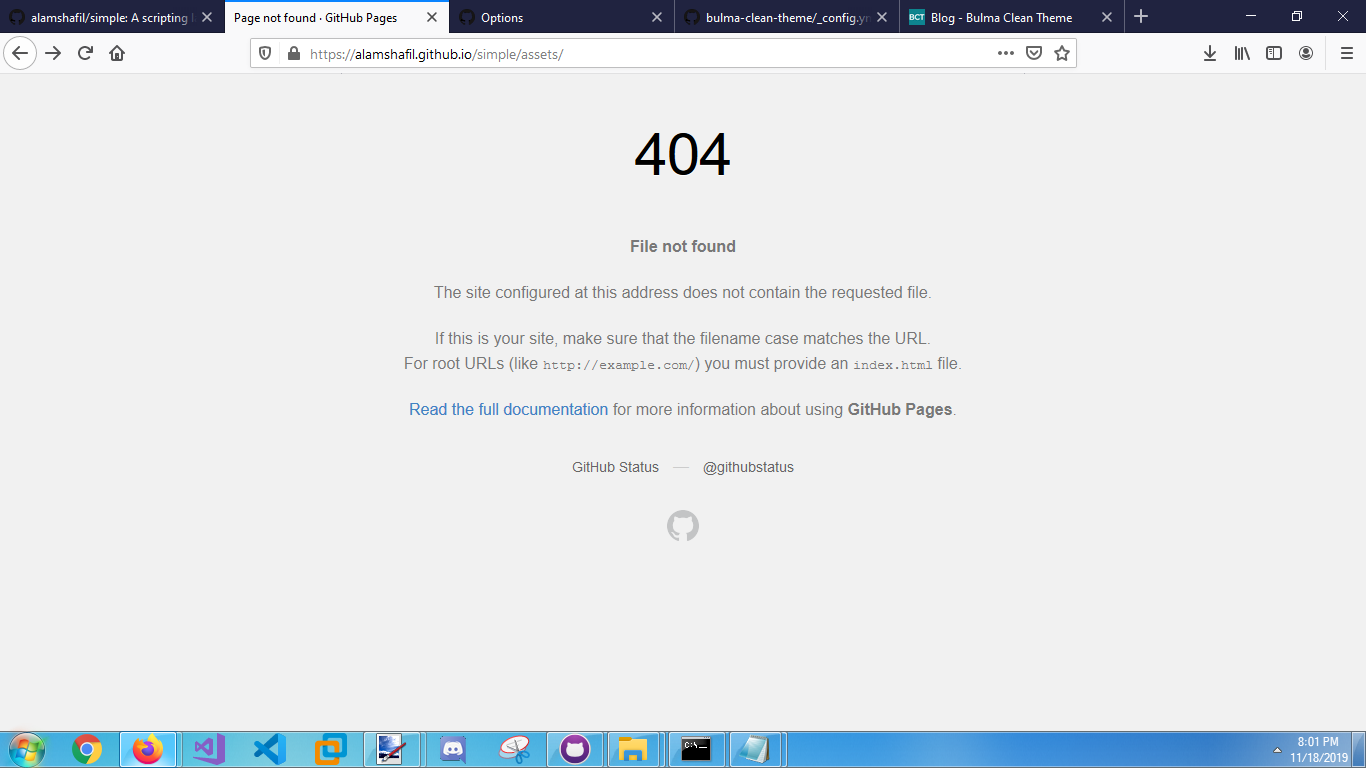 alamshafil/simple: A scripting
Page not found · GitHub Pages
Options
bulma-clean-theme/_config.yr
BCT Blog - Bulma Clean Theme
https://alamshafil.github.io/simple/assets/
404
File not found
The site configured at this address does not contain the requested file.
If this is your site, make sure that the filename case matches the URL.
For root URLs (like http://example.com/) you must provide an index.html file.
Read the full documentation for more information about using GitHub Pages.
GitHub Status — @githubstatus
C:\_
8:01 PM
11/18/2019